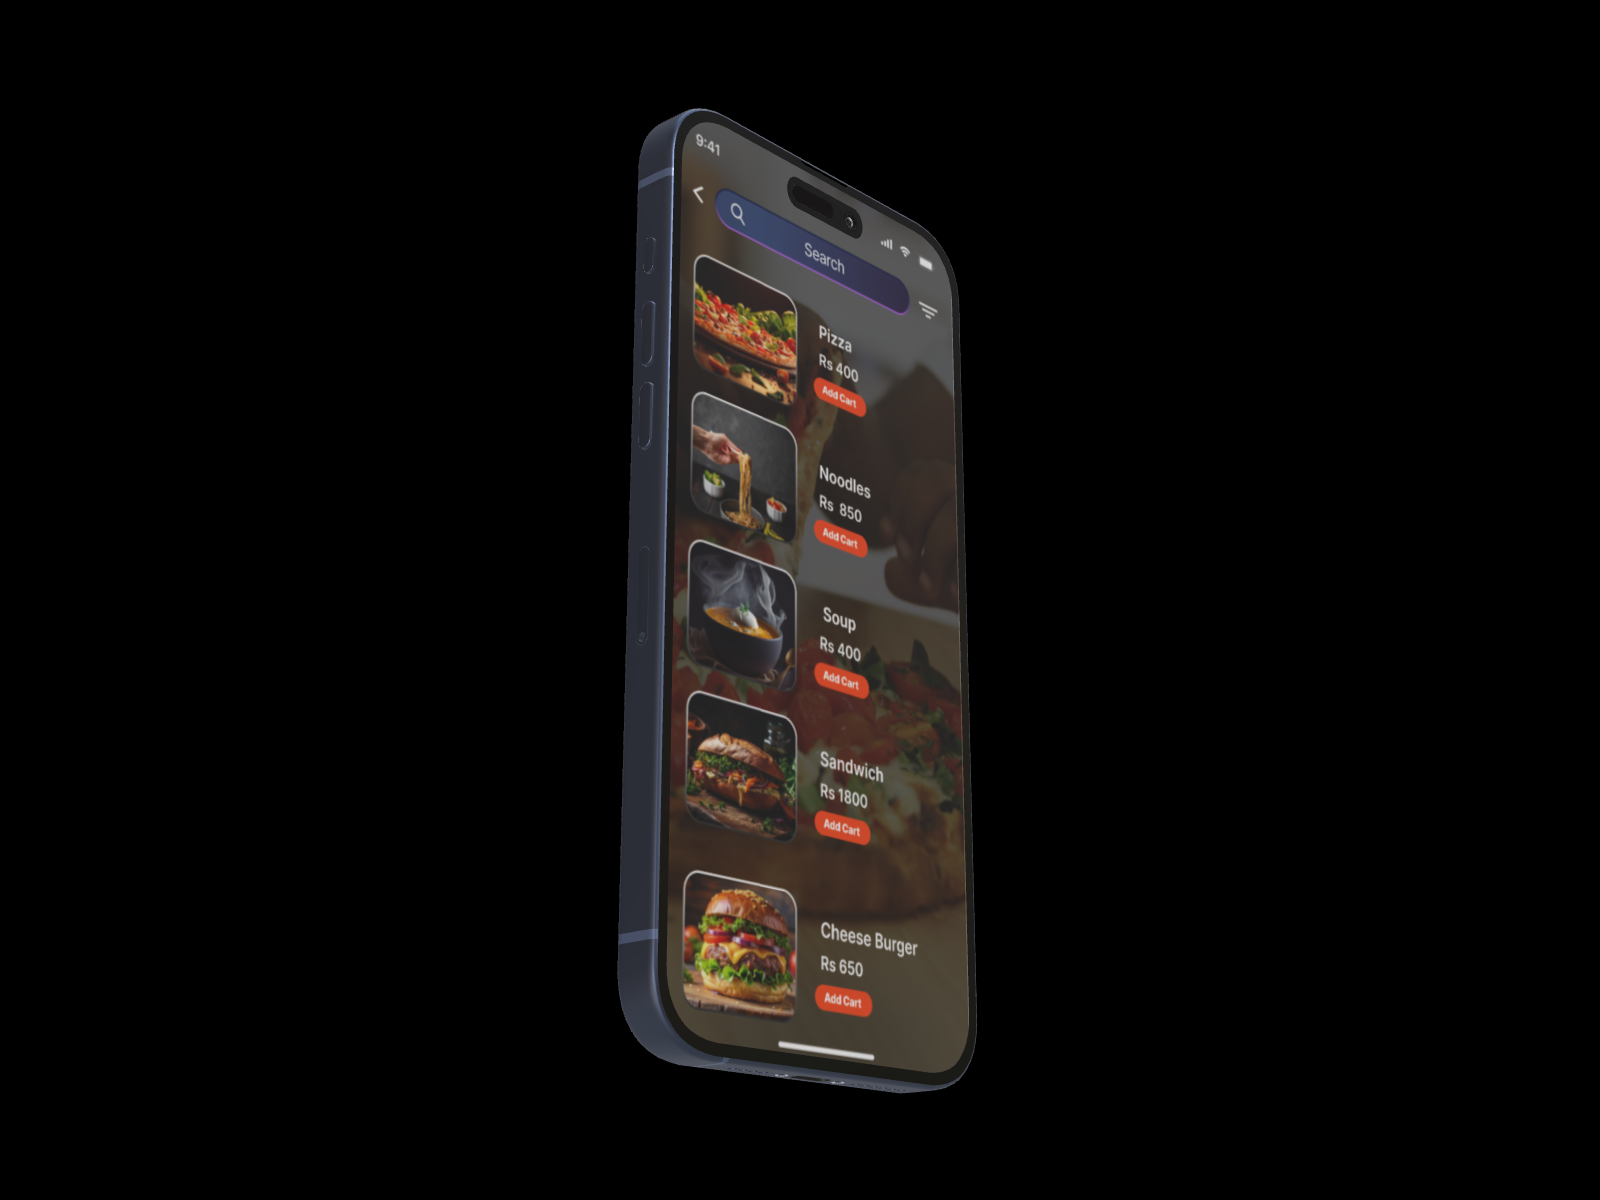 9:41
Search
Pizza
Rs 400
Add Cart
Noodles
Rs 850
Add Cart
Soup
Rs 400
Add Cart
Sandwich
Rs 1800
Add Cart
Cheese Burger
Rs 650
Add Cart